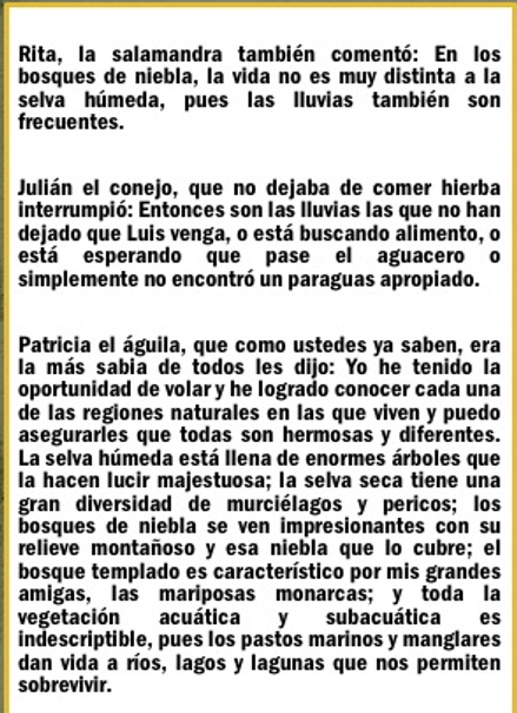 Rita, la salamandra también comentó: En los
bosques de niebla, la vida no es muy distinta a la
selva húmeda, pues las lluvias también son
frecuentes.
Julián el conejo, que no dejaba de comer hierba
interrumpió: Entonces son las lluvias las que no han
dejado que Luis venga, o está buscando alimento, o
está esperando que pase el aguacero o
simplemente no encontró un paraguas apropiado.
Patricia el águila, que como ustedes ya saben, era
la más sabia de todos les dijo: Yo he tenido la
oportunidad de volar y he logrado conocer cada una
de las regiones naturales en las que viven y puedo
asegurarles que todas son hermosas y diferentes.
La selva húmeda está llena de enormes árboles que
la hacen lucir majestuosa; la selva seca tiene una
gran diversidad de murciélagos y pericos; los
bosques de niebla se ven impresionantes con su
relieve montañoso y esa niebla que lo cubre; el
bosque templado es característico por mis grandes
amigas, las mariposas monarcas; y toda la
vegetación acuática y subacuática es
indescriptible, pues los pastos marinos y manglares
dan vida a ríos, lagos y lagunas que nos permiten
sobrevivir.